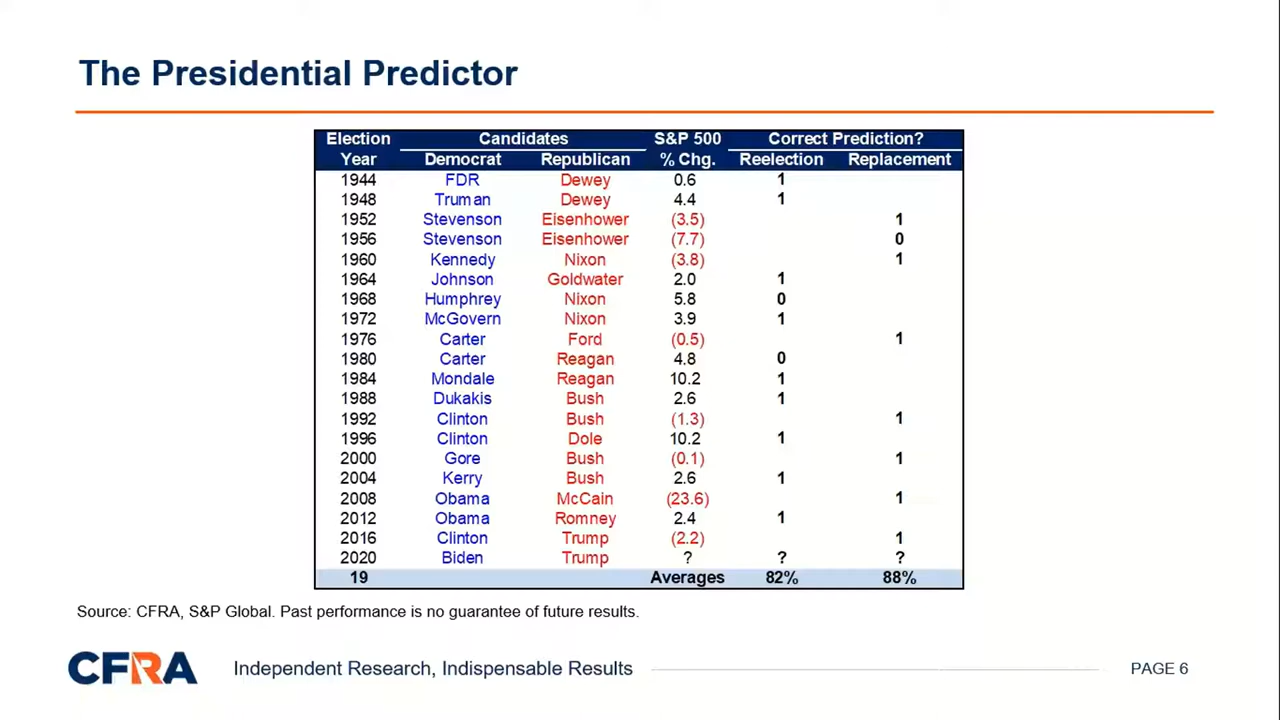 The Presidential Predictor
Election Candidates S&P 500 Correct Prediction?
Year Democrat Republican % Chg. Reelection Replacement
1944 FDR Dewey 0.6 1
1948 Truman Dewey 4.4 1
1952 Stevenson Eisenhower (3.5) 1
1956 Stevenson Eisenhower (7.7) 0
1960 Kennedy Nixon (3.8) 1
1964 Johnson Goldwater 2.0 1
1968 Humphrey Nixon 5.8 0
1972 McGovern Nixon 3.9 1
1976 Carter Ford (0.5) 1
1980 Carter Reagan 4.8 0
1984 Mondale Reagan 10.2 1
1988 Dukakis Bush 2.6 1
1992 Clinton Bush (1.3) 1
1996 Clinton Dole 10.2 1
2000 Gore Bush (0.1) 1
2004 Kerry Bush 2.6 1
2008 Obama McCain (23.6) 1
2012 Obama Romney 2.4 1
2016 Clinton Trump (2.2) 1
2020 Biden Trump ? ? ?
19 Averages 82% 88%
Source: CFRA, S&P Global. Past performance is no guarantee of future results.
CFRA Independent Research, Indispensable Results PAGE 6